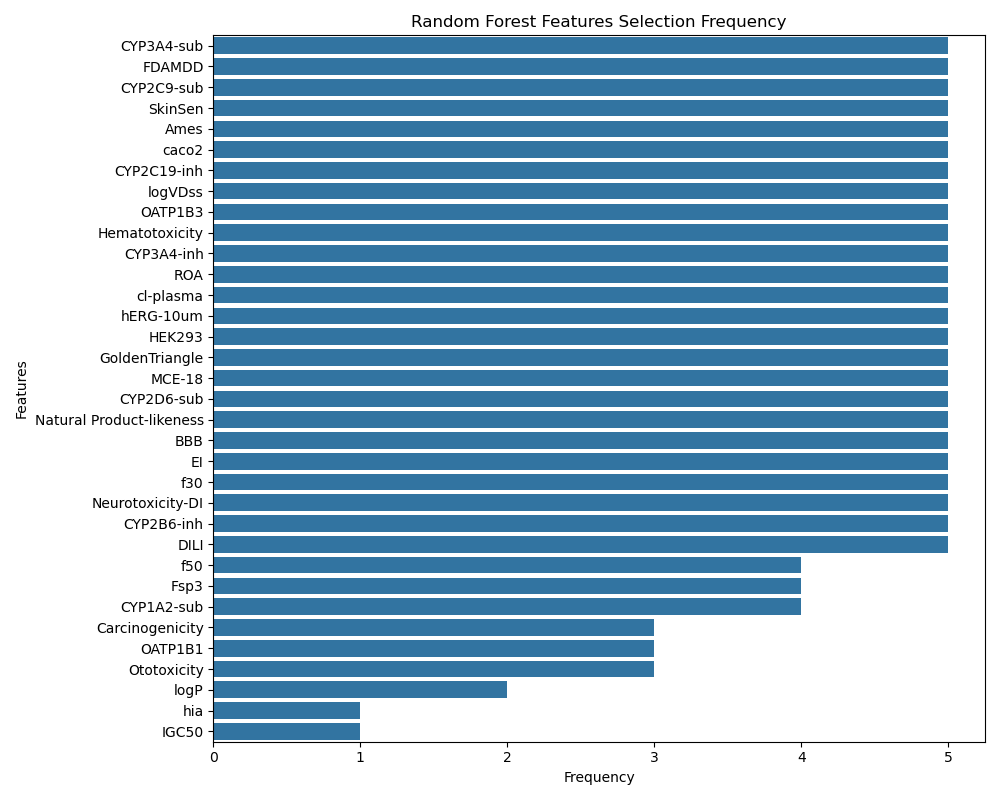 Random Forest Features Selection Frequency
CYP3A4-sub
FDAMDD
CYP2C9-sub
SkinSen
Ames
caco2
CYP2C19-inh
logVDss
OATP1B3
Hematotoxicity
CYP3A4-inh
ROA
cl-plasma
hERG-10um
HEK293
GoldenTriangle
MCE-18
CYP2D6-sub
Natural Product-likeness
BBB
EI
f30
Neurotoxicity-DI
CYP2B6-inh
DILI
f50
Fsp3
CYP1A2-sub
Carcinogenicity
OATP1B1
Ototoxicity
logP
hia
IGC50
Features
0 1 2 3 4 5
Frequency